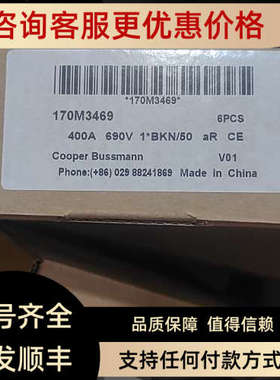 咨询客服更优惠价格
*170M3469*
170M3469 6PCS
400A 690V 1*BKN/50 aR CE
Cooper Bussmann V01
Phone:(+86) 029 88241869 Made in China
号齐全
品质保障 值得信赖
发顺丰
支持任何付款方式